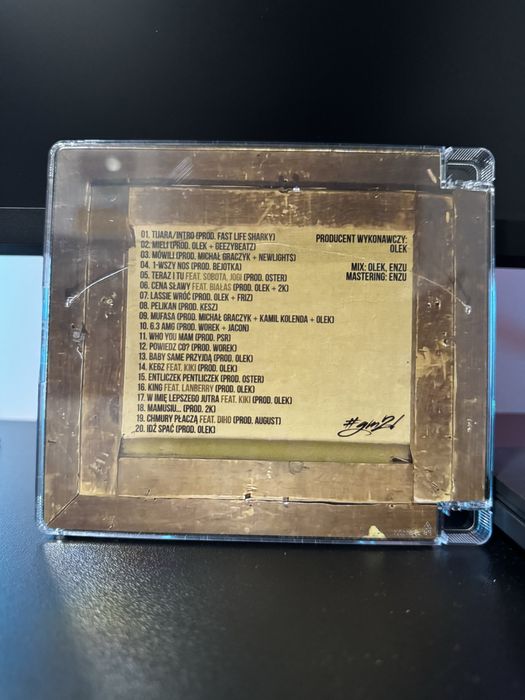 01. TIJARA/INTRO (PROD. FAST LIFE SHARKY)
02. MIELI (PROD. OLEK + GEEZYBEATZ)
03. MÓWILI (PROD. MICHAŁ GRACZYK + NEWLIGHTS)
04. 1-WSZY NOS (PROD. BEJOTKA)
05. TERAZ I TU FEAT. SOBOTA, JOGI (PROD. OSTER)
06. CENA SŁAWY FEAT. BIAŁAS (PROD. OLEK + 2K)
07. LASSIE WRÓĆ (PROD. OLEK + FRIZ)
08. PELIKAN (PROD. KESZ)
09. MUFASA (PROD. MICHAŁ GRACZYK + KAMIL KOLENDA + OLEK)
10. 6.3 AMG (PROD. WOREK + JACON)
11. WHO YOU MAM (PROD. PSR)
12. POWIEDZ CO? (PROD. WOREK)
13. BABY SAME PRZYJDĄ (PROD. OLEK)
14. KE6Z FEAT. KIKI (PROD. OLEK)
15. ENTLICZEK PENTLICZEK (PROD. OSTER)
16. KING FEAT. LANBERRY (PROD. OLEK)
17. W IMIĘ LEPSZEGO JUTRA FEAT. KIKI (PROD. OLEK)
18. MAMUSIU... (PROD. 2K)
19. CHMURY PŁACZĄ FEAT. DIHO (PROD. AUGUST)
20. IDŹ SPAĆ (PROD. OLEK)
PRODUCENT WYKONAWCZY:
OLEK
MIX: OLEK, ENZU
MASTERING: ENZU